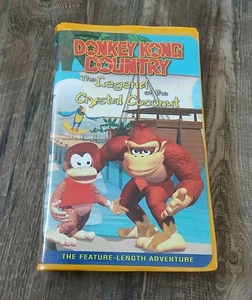 DONKEY KONG
COUNTRY
The Legend
of the
Crystal Coconut
THE FEATURE-LENGTH ADVENTURE